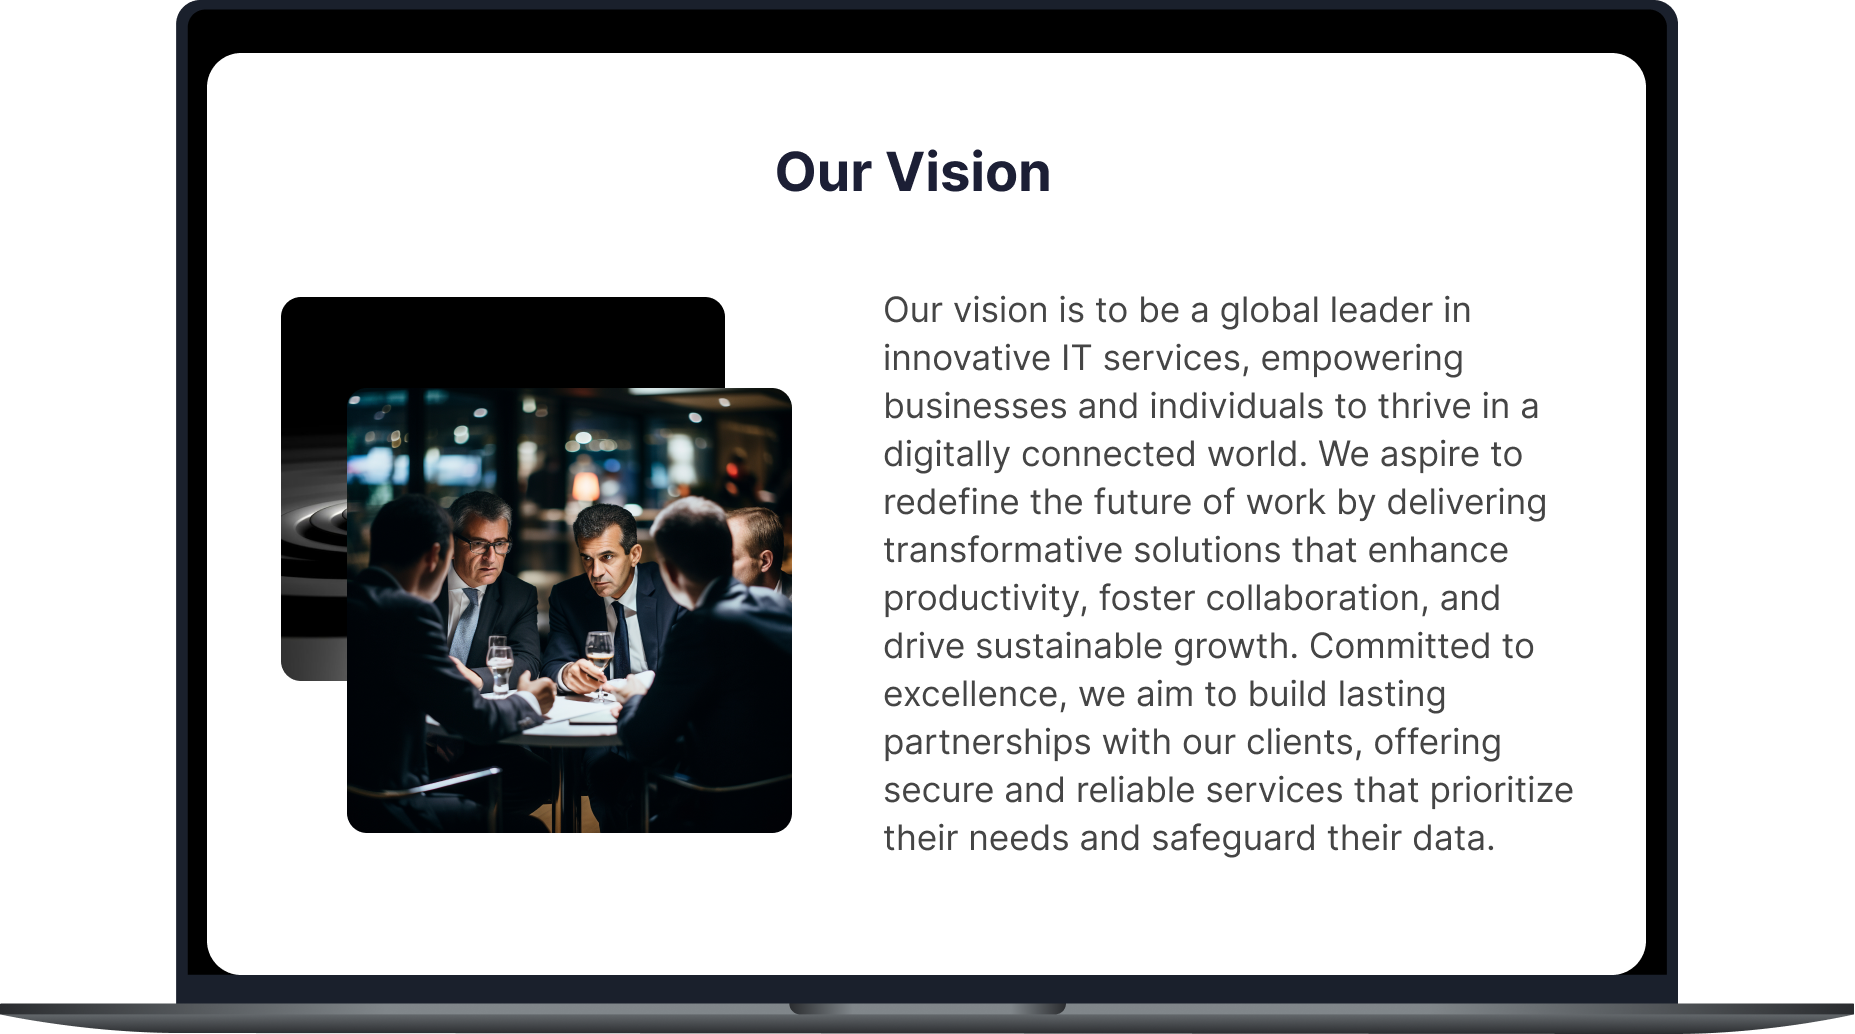 Our Vision
Our vision is to be a global leader in
innovative IT services, empowering
businesses and individuals to thrive in a
digitally connected world. We aspire to
redefine the future of work by delivering
transformative solutions that enhance
productivity, foster collaboration, and
drive sustainable growth. Committed to
excellence, we aim to build lasting
partnerships with our clients, offering
secure and reliable services that prioritize
their needs and safeguard their data.